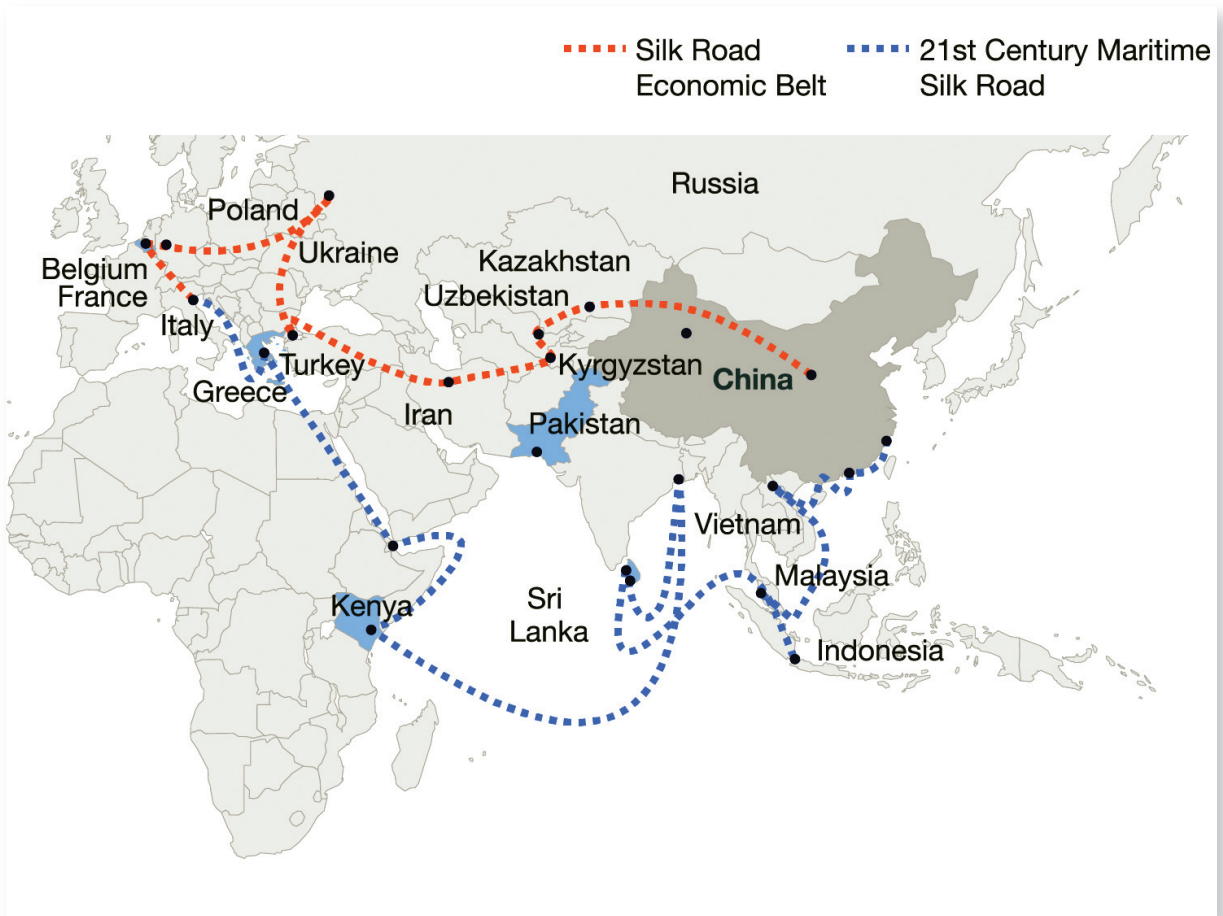 Silk Road
Economic Belt
21st Century Maritime
Silk Road
Russia
Poland
Ukraine
Belgium
France
Kazakhstan
Uzbekistan
Italy
Turkey
Kyrgyzstan
China
Greece
Iran
Pakistan
Vietnam
Malaysia
Kenya
Sri
Lanka
Indonesia